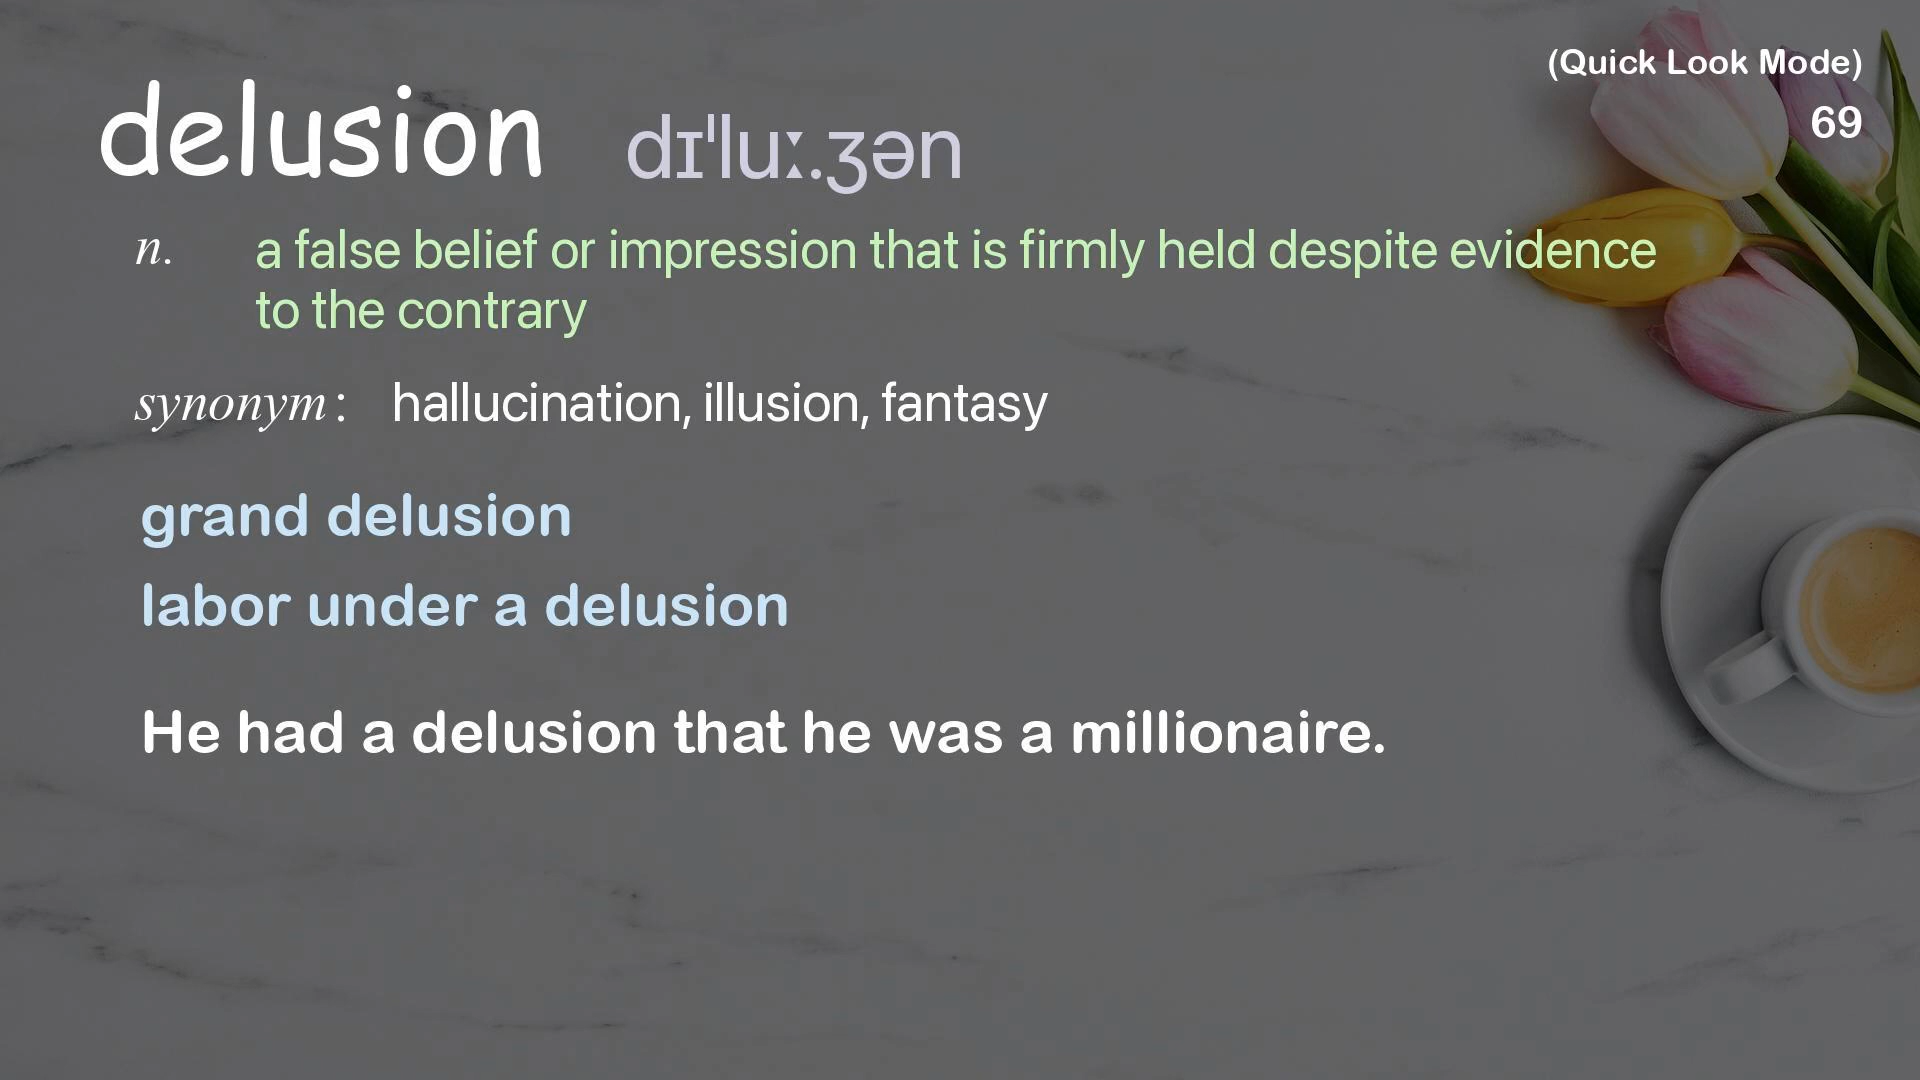 (Quick Look Mode)
69
delusion dɪˈluː.ʒən
n. a false belief or impression that is firmly held despite evidence
to the contrary
synonym: hallucination, illusion, fantasy
grand delusion
labor under a delusion
He had a delusion that he was a millionaire.